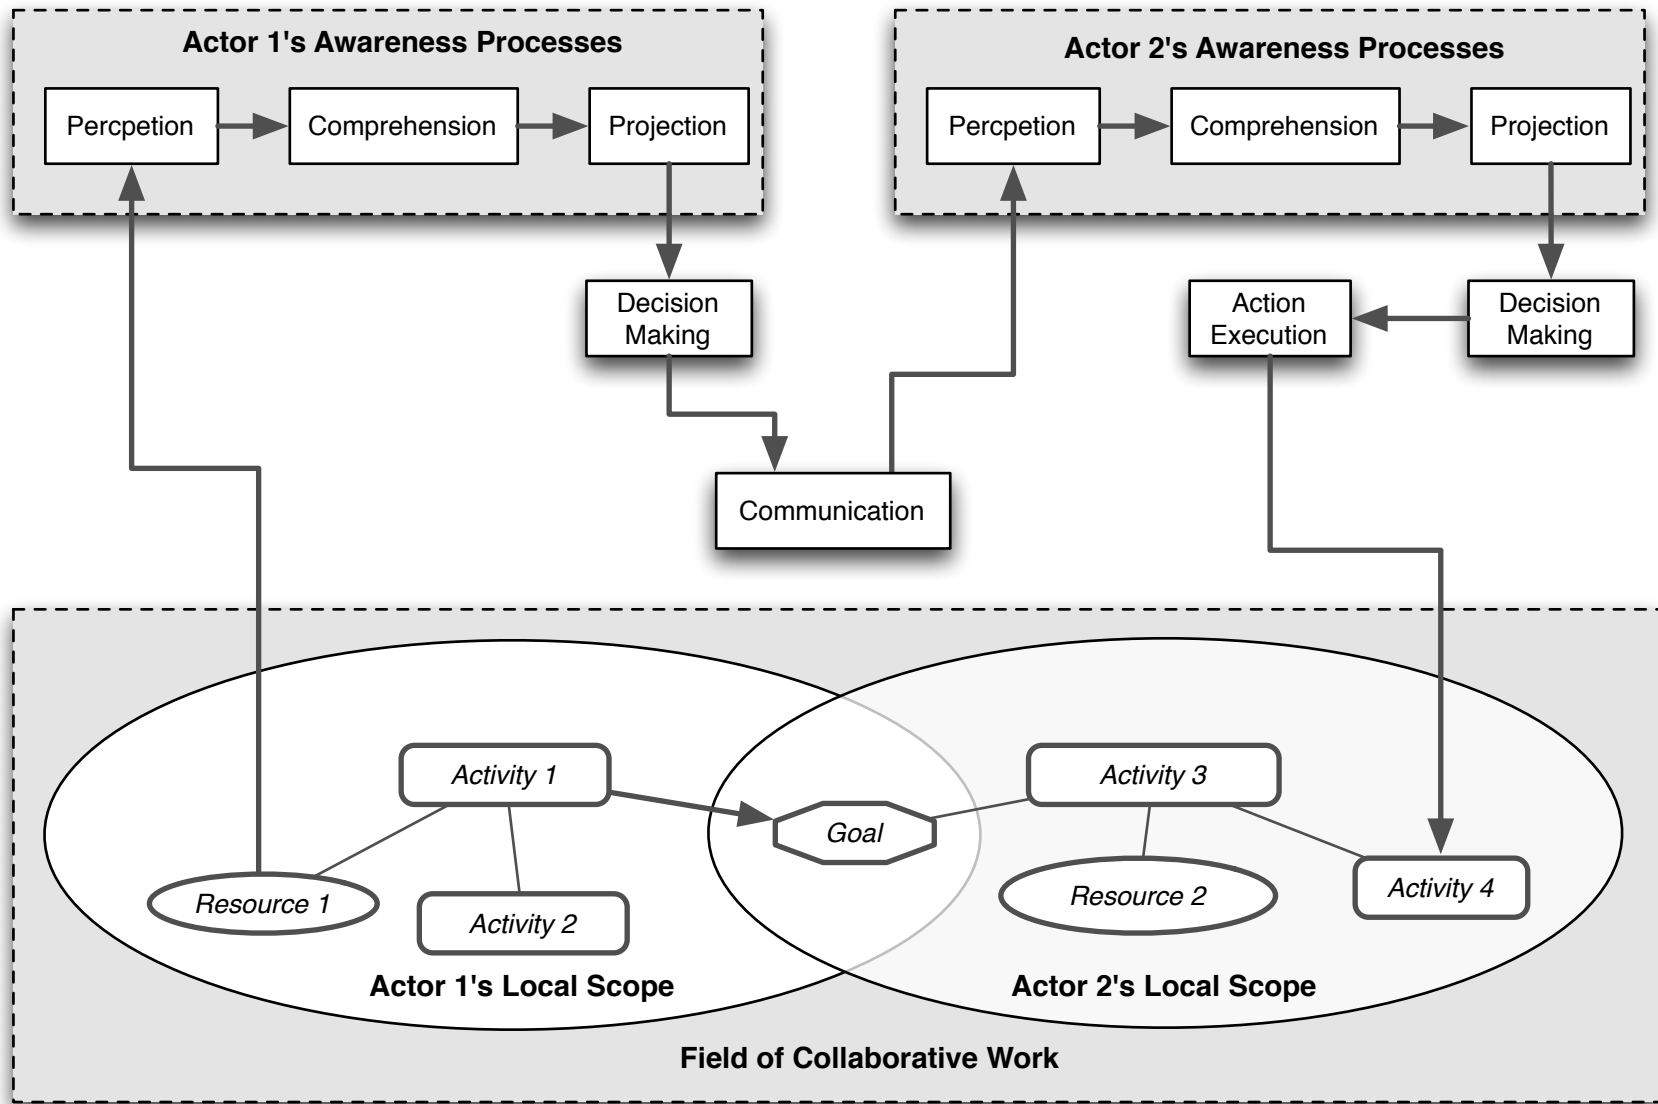 Actor 1's Awareness Processes
Percpetion
Comprehension
Projection
Decision
Making
Actor 2's Awareness Processes
Percpetion
Comprehension
Projection
Decision
Making
Action
Execution
Communication
Activity 1
Resource 1
Activity 2
Actor 1's Local Scope
Goal
Activity 3
Resource 2
Activity 4
Actor 2's Local Scope
Field of Collaborative Work